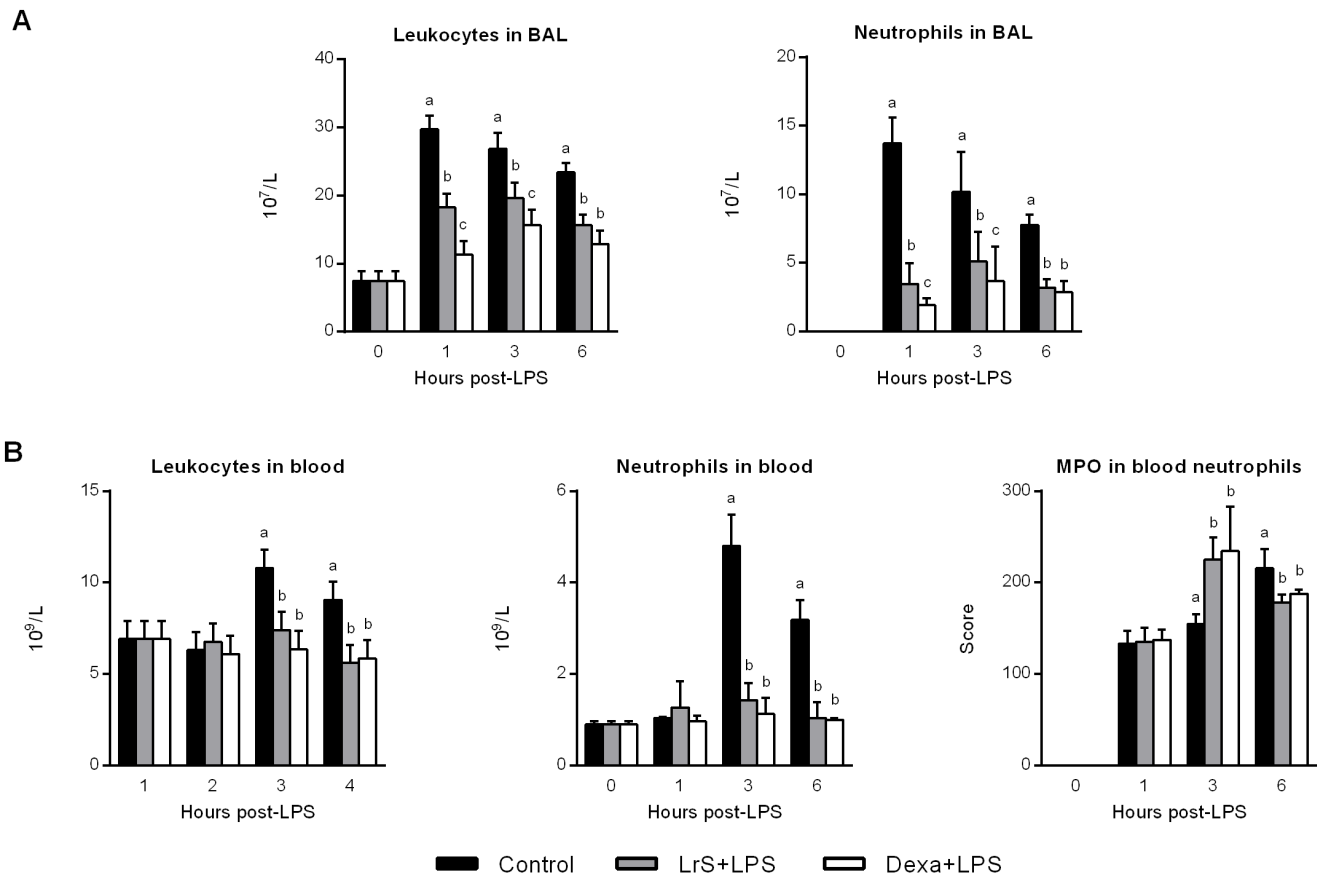 A
Leukocytes in BAL
40
30
20
10
0
10⁷/L
a
b
c
a
b
c
a
b
b
0 1 3 6
Hours post-LPS
Neutrophils in BAL
20
15
10
5
0
10⁷/L
a
b
c
a
b
c
a
b
b
0 1 3 6
Hours post-LPS
B
Leukocytes in blood
15
10
5
0
10⁹/L
a
b
b
a
b
b
1 2 3 4
Hours post-LPS
Neutrophils in blood
6
4
2
0
10⁹/L
a
b
b
a
b
b
0 1 3 6
Hours post-LPS
MPO in blood neutrophils
300
200
100
0
Score
a
b
b
a
b
b
0 1 3 6
Hours post-LPS
Control LrS+LPS Dexa+LPS